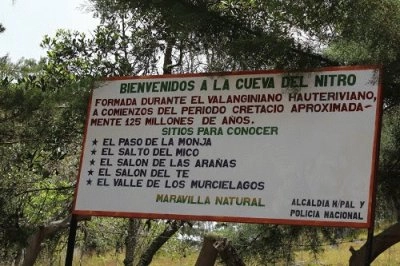 BIENVENIDOS A LA CUEVA DEL NITRO
FORMADA DURANTE EL VALANGINIANO HAUTERIVIANO,
A COMIENZOS DEL PERIODO CRETACIO APROXIMADA-
MENTE 125 MILLONES DE AÑOS.
SITIOS PARA CONOCER
★ EL PASO DE LA MONJA
★ EL SALTO DEL MICO
★ EL SALON DE LAS ARAÑAS
★ EL SALON DEL TE
★ EL VALLE DE LOS MURCIELAGOS
MARAVILLA NATURAL
ALCALDIA M/PAL Y
POLICIA NACIONAL